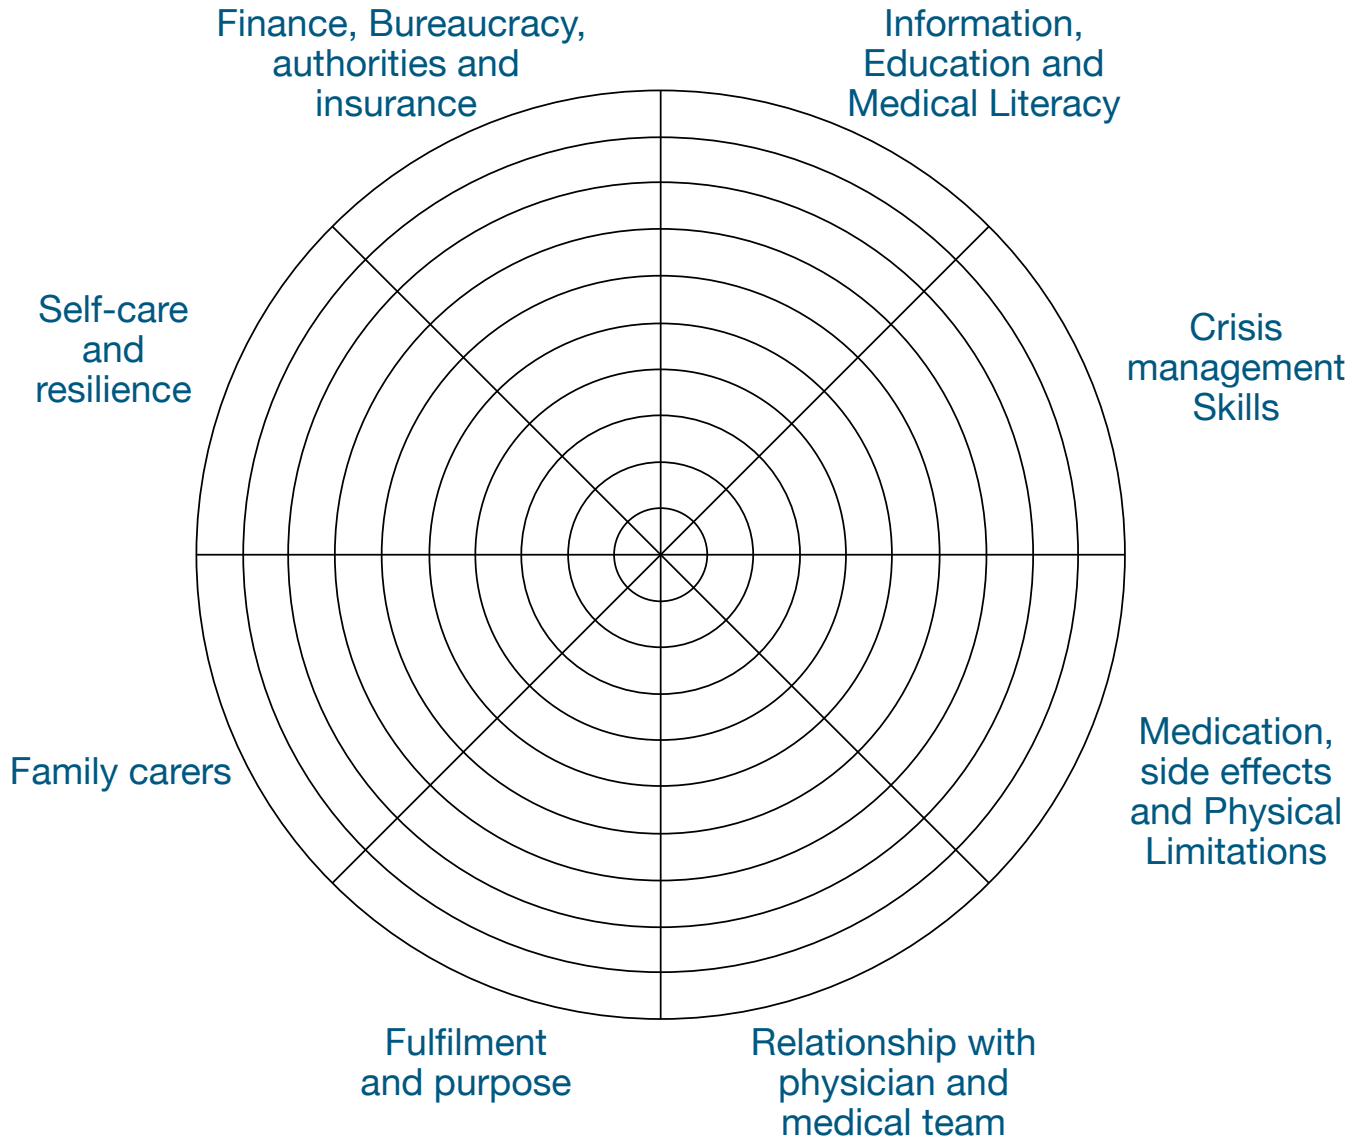 Finance, Bureaucracy,
authorities and
insurance
Information,
Education and
Medical Literacy
Self-care
and
resilience
Crisis
management
Skills
Family carers
Medication,
side effects
and Physical
Limitations
Fulfilment
and purpose
Relationship with
physician and
medical team